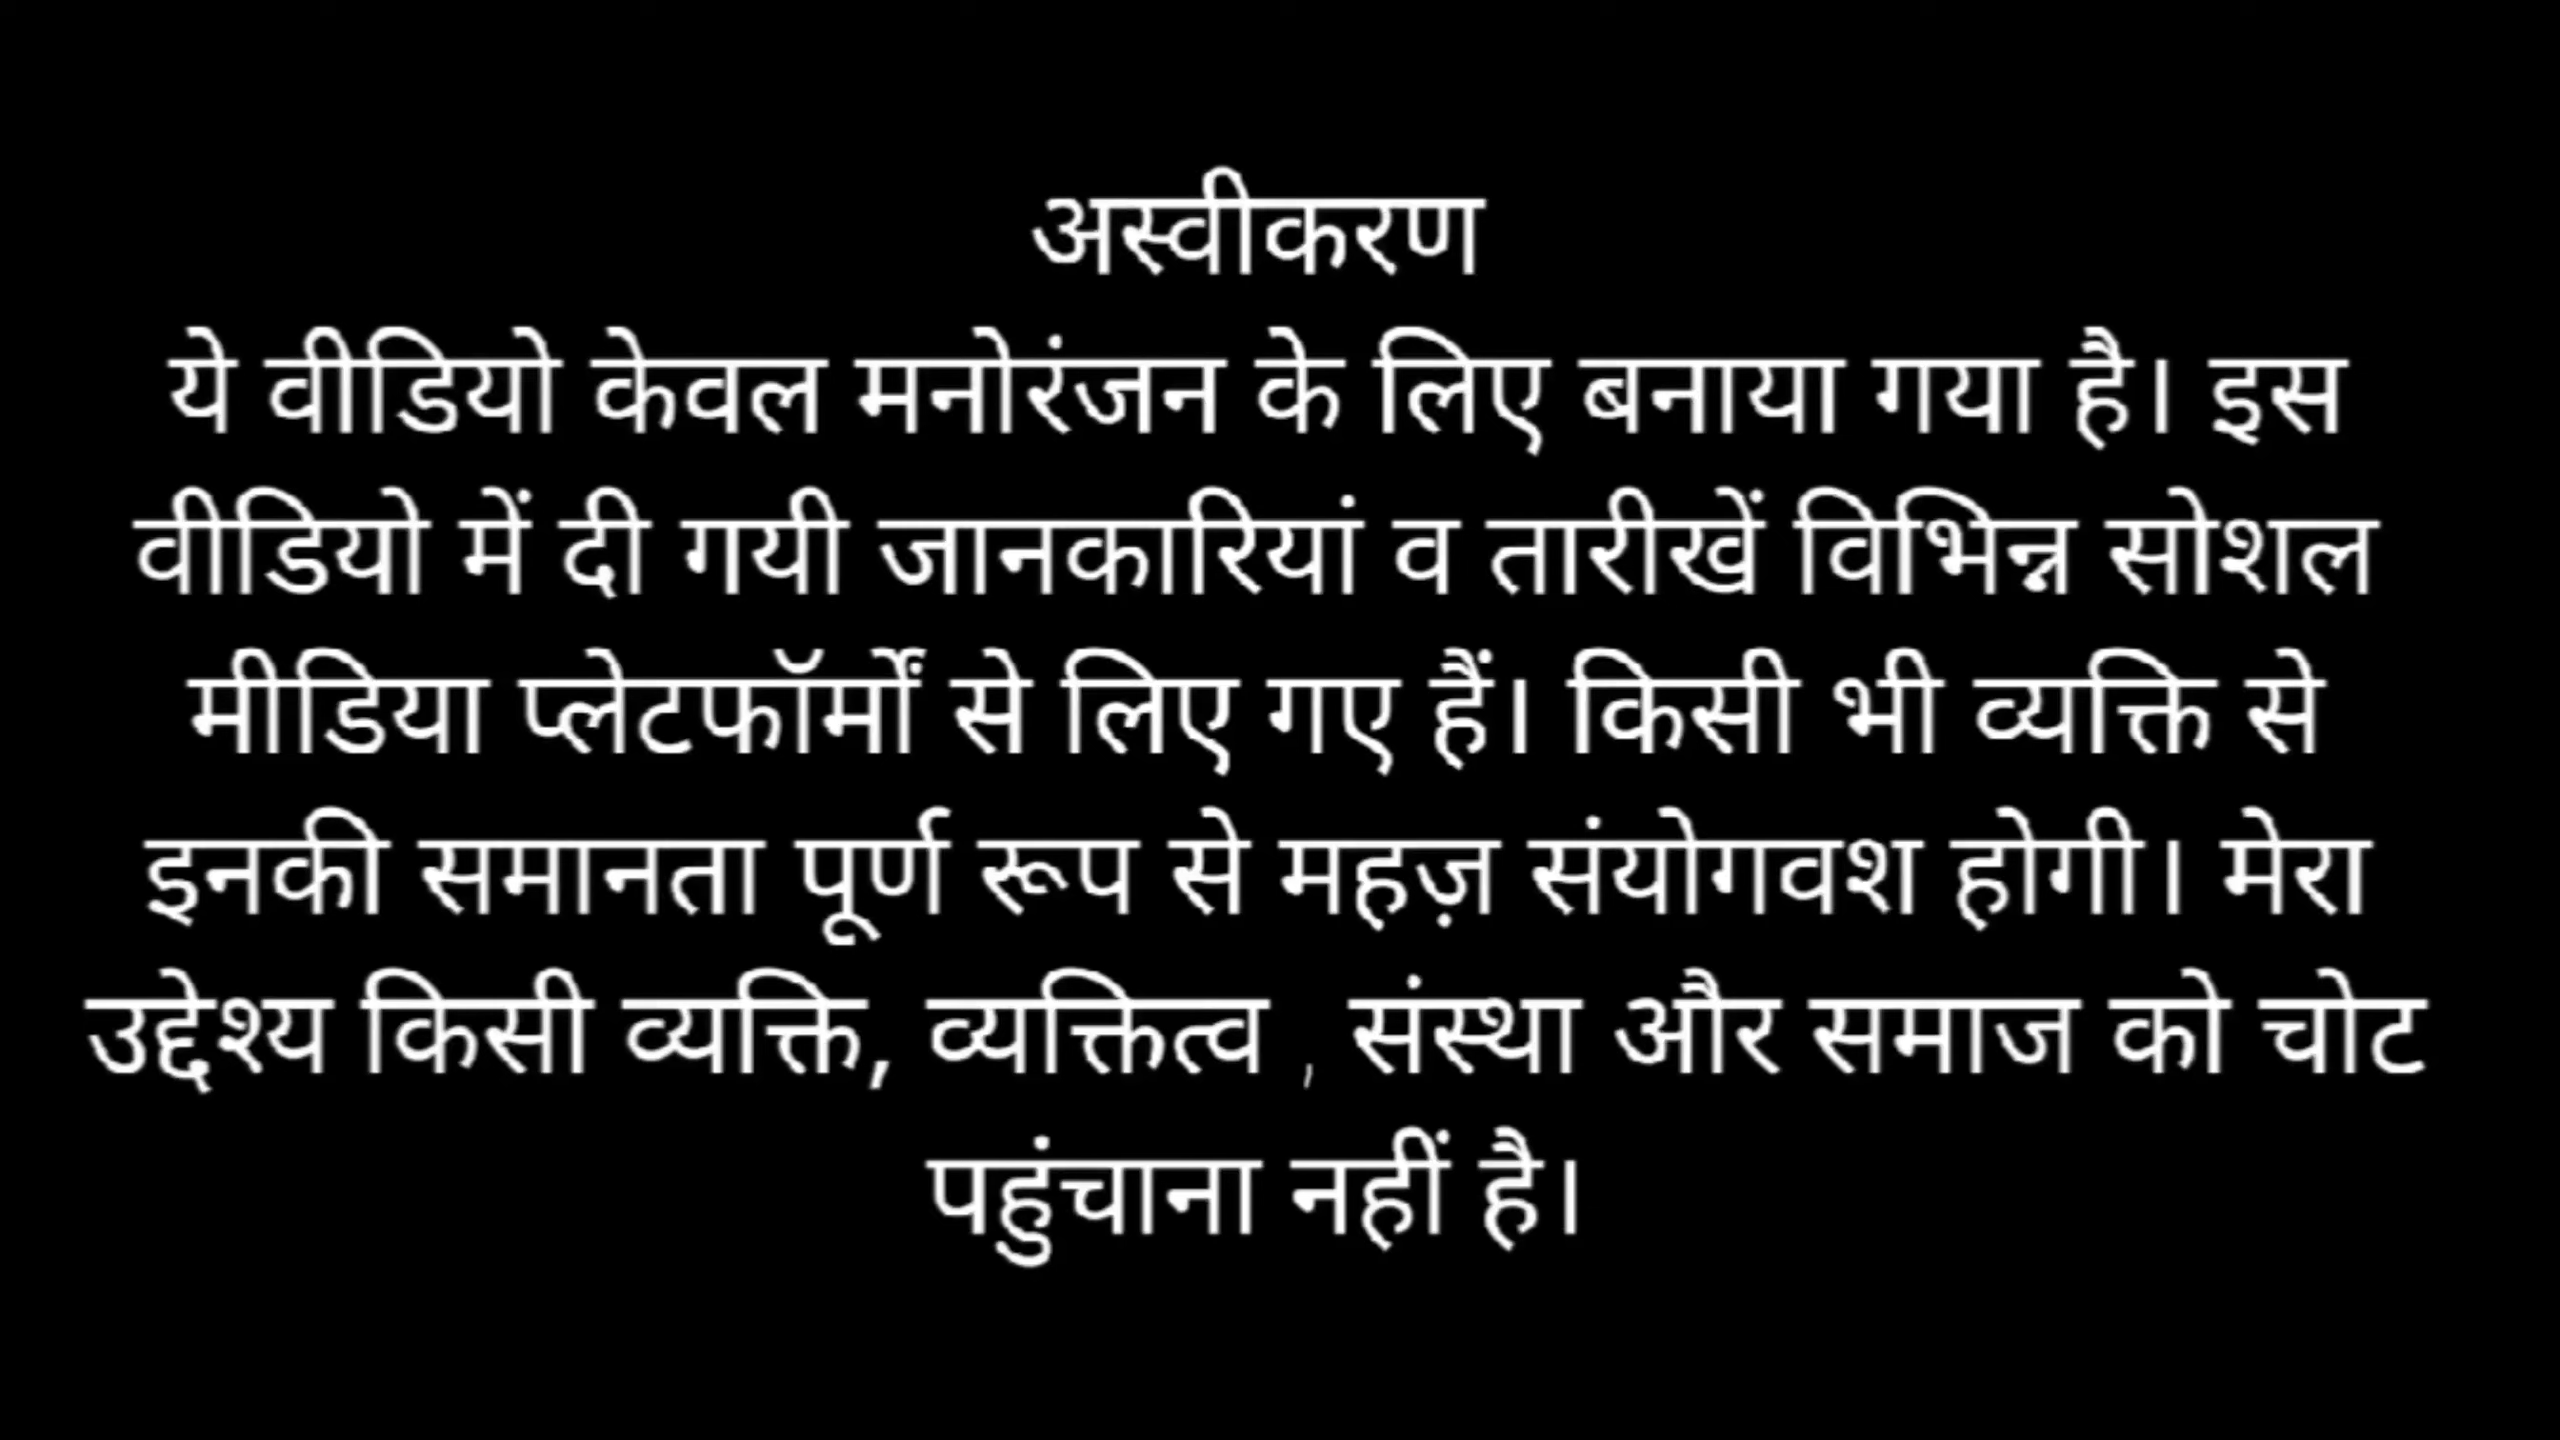 अस्वीकरण
ये वीडियो केवल मनोरंजन के लिए बनाया गया है। इस
वीडियो में दी गयी जानकारियां व तारीखें विभिन्न सोशल
मीडिया प्लेटफॉर्मों से लिए गए हैं। किसी भी व्यक्ति से
इनकी समानता पूर्ण रूप से महज़ संयोगवश होगी। मेरा
उद्देश्य किसी व्यक्ति, व्यक्तित्व , संस्था और समाज को चोट
पहुंचाना नहीं है।